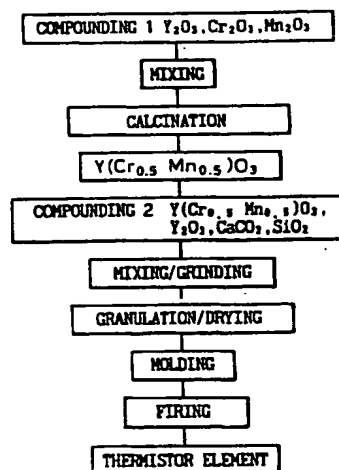 COMPOUNDING 1 Y₂O₃,Cr₂O₃,Mn₂O₃
MIXING
CALCINATION
Y(Cr₀.₅ Mn₀.₅)O₃
COMPOUNDING 2 Y(Cr₀.₅ Mn₀.₅)O₃,
Y₂O₃,CaCO₂,SiO₂
MIXING/GRINDING
GRANULATION/DRYING
MOLDING
FIRING
THERMISTOR ELEMENT